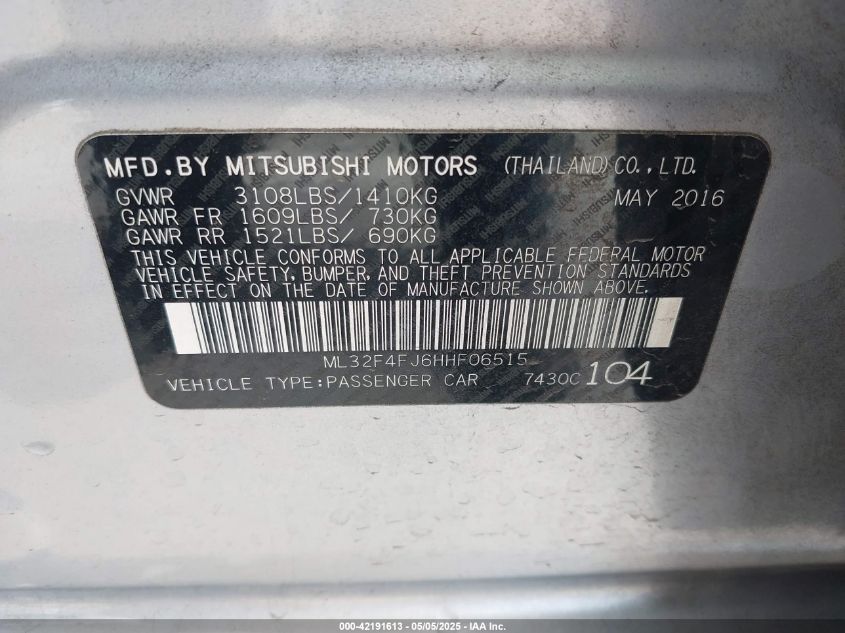 MFD.BY MITSUBISHI MOTORS (THAILAND)CO.,LTD.
GVWR 3108LBS/1410KG MAY 2016
GAWR FR 1609LBS/ 730KG
GAWR RR 1521LBS/ 690KG
THIS VEHICLE CONFORMS TO ALL APPLICABLE FEDERAL MOTOR
VEHICLE SAFETY, BUMPER, AND THEFT PREVENTION STANDARDS
IN EFFECT ON THE DATE OF MANUFACTURE SHOWN ABOVE.
ML32F4FJ6HHF06515
VEHICLE TYPE:PASSENGER CAR 7430C 104
000-42191613 - 05/05/2025 - IAA Inc.